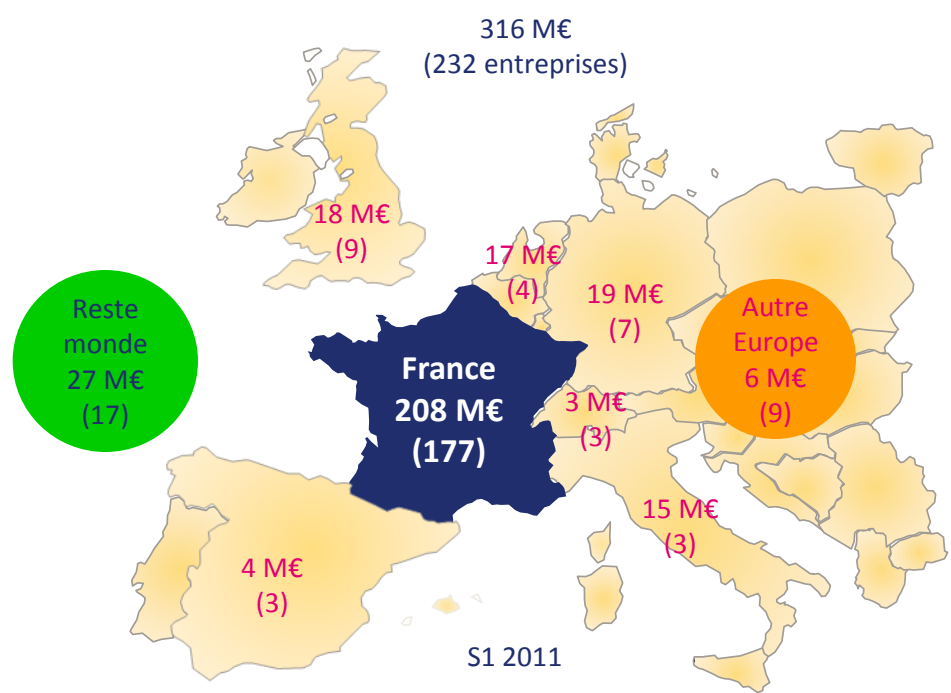 316 M€
(232 entreprises)
18 M€
(9)
17 M€
(4)
19 M€
(7)
Reste
monde
27 M€
(17)
France
208 M€
(177)
Autre
Europe
6 M€
(9)
3 M€
(3)
15 M€
(3)
4 M€
(3)
S1 2011